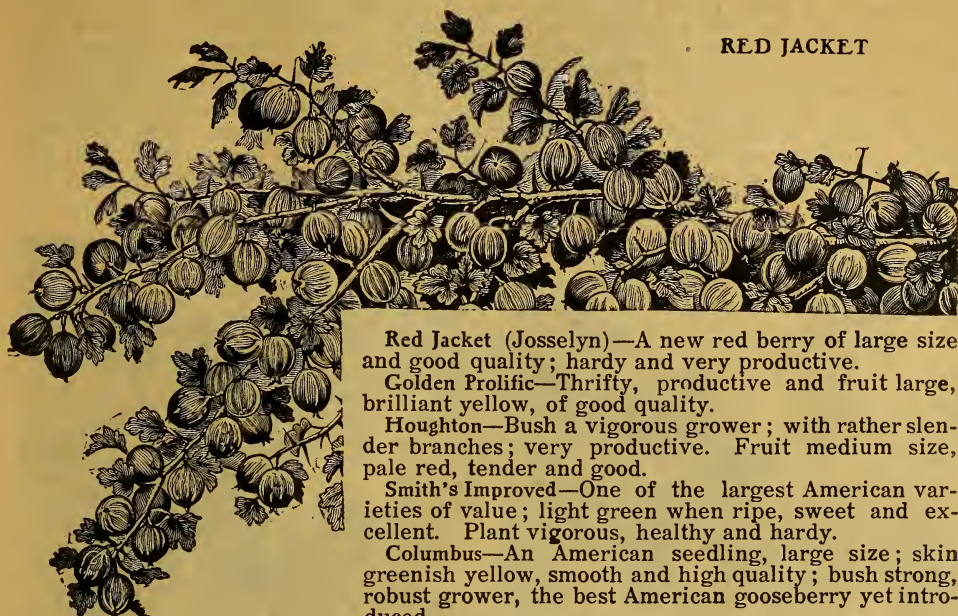 RED JACKET
Red Jacket (Josselyn)—A new red berry of large size
and good quality; hardy and very productive.
Golden Prolific—Thrifty, productive and fruit large,
brilliant yellow, of good quality.
Houghton—Bush a vigorous grower; with rather slen-
der branches; very productive. Fruit medium size,
pale red, tender and good.
Smith's Improved—One of the largest American var-
ieties of value; light green when ripe, sweet and ex-
cellent. Plant vigorous, healthy and hardy.
Columbus—An American seedling, large size; skin
greenish yellow, smooth and high quality; bush strong,
robust grower, the best American gooseberry yet intro-
duced.